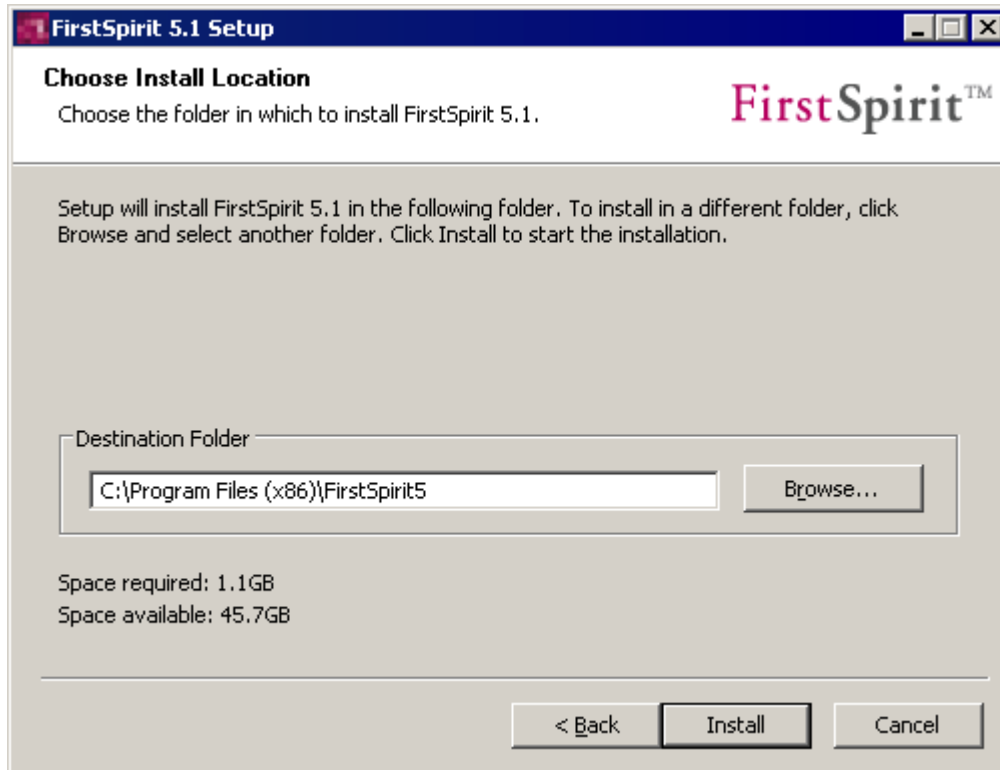 FirstSpirit 5.1 Setup
Choose Install Location
Choose the folder in which to install FirstSpirit 5.1.
FirstSpirit™
Setup will install FirstSpirit 5.1 in the following folder. To install in a different folder, click
Browse and select another folder. Click Install to start the installation.
Destination Folder
C:\Program Files (x86)\FirstSpirit5
Browse...
Space required: 1.1GB
Space available: 45.7GB
< Back
Install
Cancel